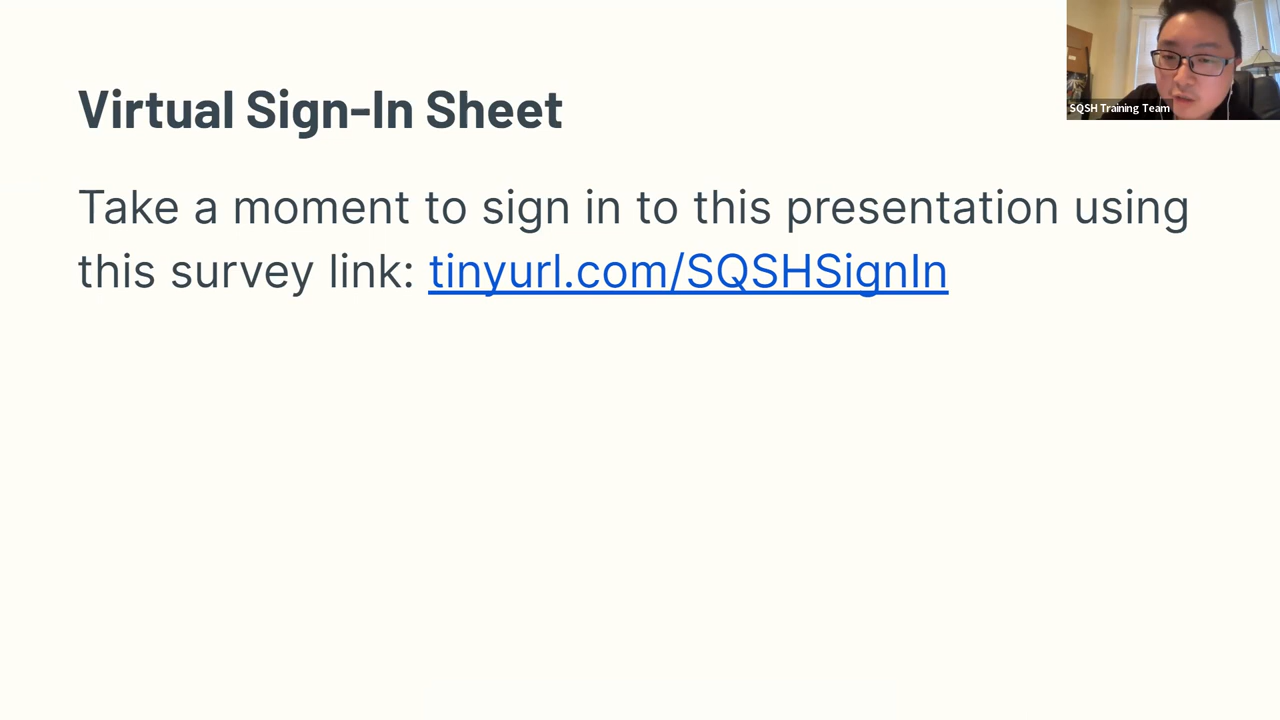 Virtual Sign-In Sheet
SQSH Training Team
Take a moment to sign in to this presentation using
this survey link: tinyurl.com/SQSHSignIn